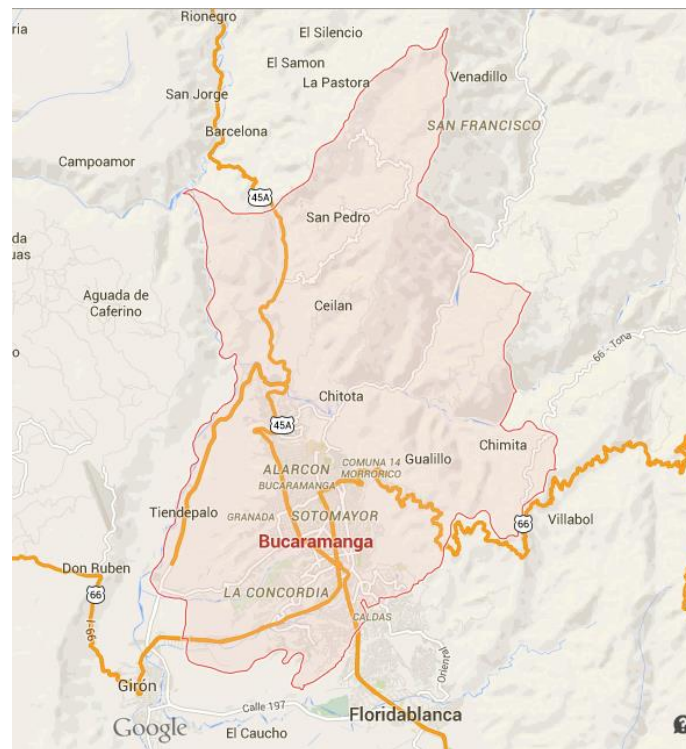 Rionegro
ria
El Silencio
El Samon
La Pastora
Venadillo
San Jorge
SAN FRANCISCO
Barcelona
Campoamor
45A
San Pedro
da
uas
Aguada de
Caferino
Ceilan
o
66 - Tona
Chitota
45A
Chimita
Gualillo
COMUNA 14
MORRORICO
ALARCON
BUCARAMANGA
Tiendepalo
GRANADA
SOTOMAYOR
66
Villabol
Bucaramanga
Don Ruben
66
LA CONCORDIA
I-66
CALDAS
Oriental
Girón
Calle 197
Floridablanca
Google
El Caucho
?